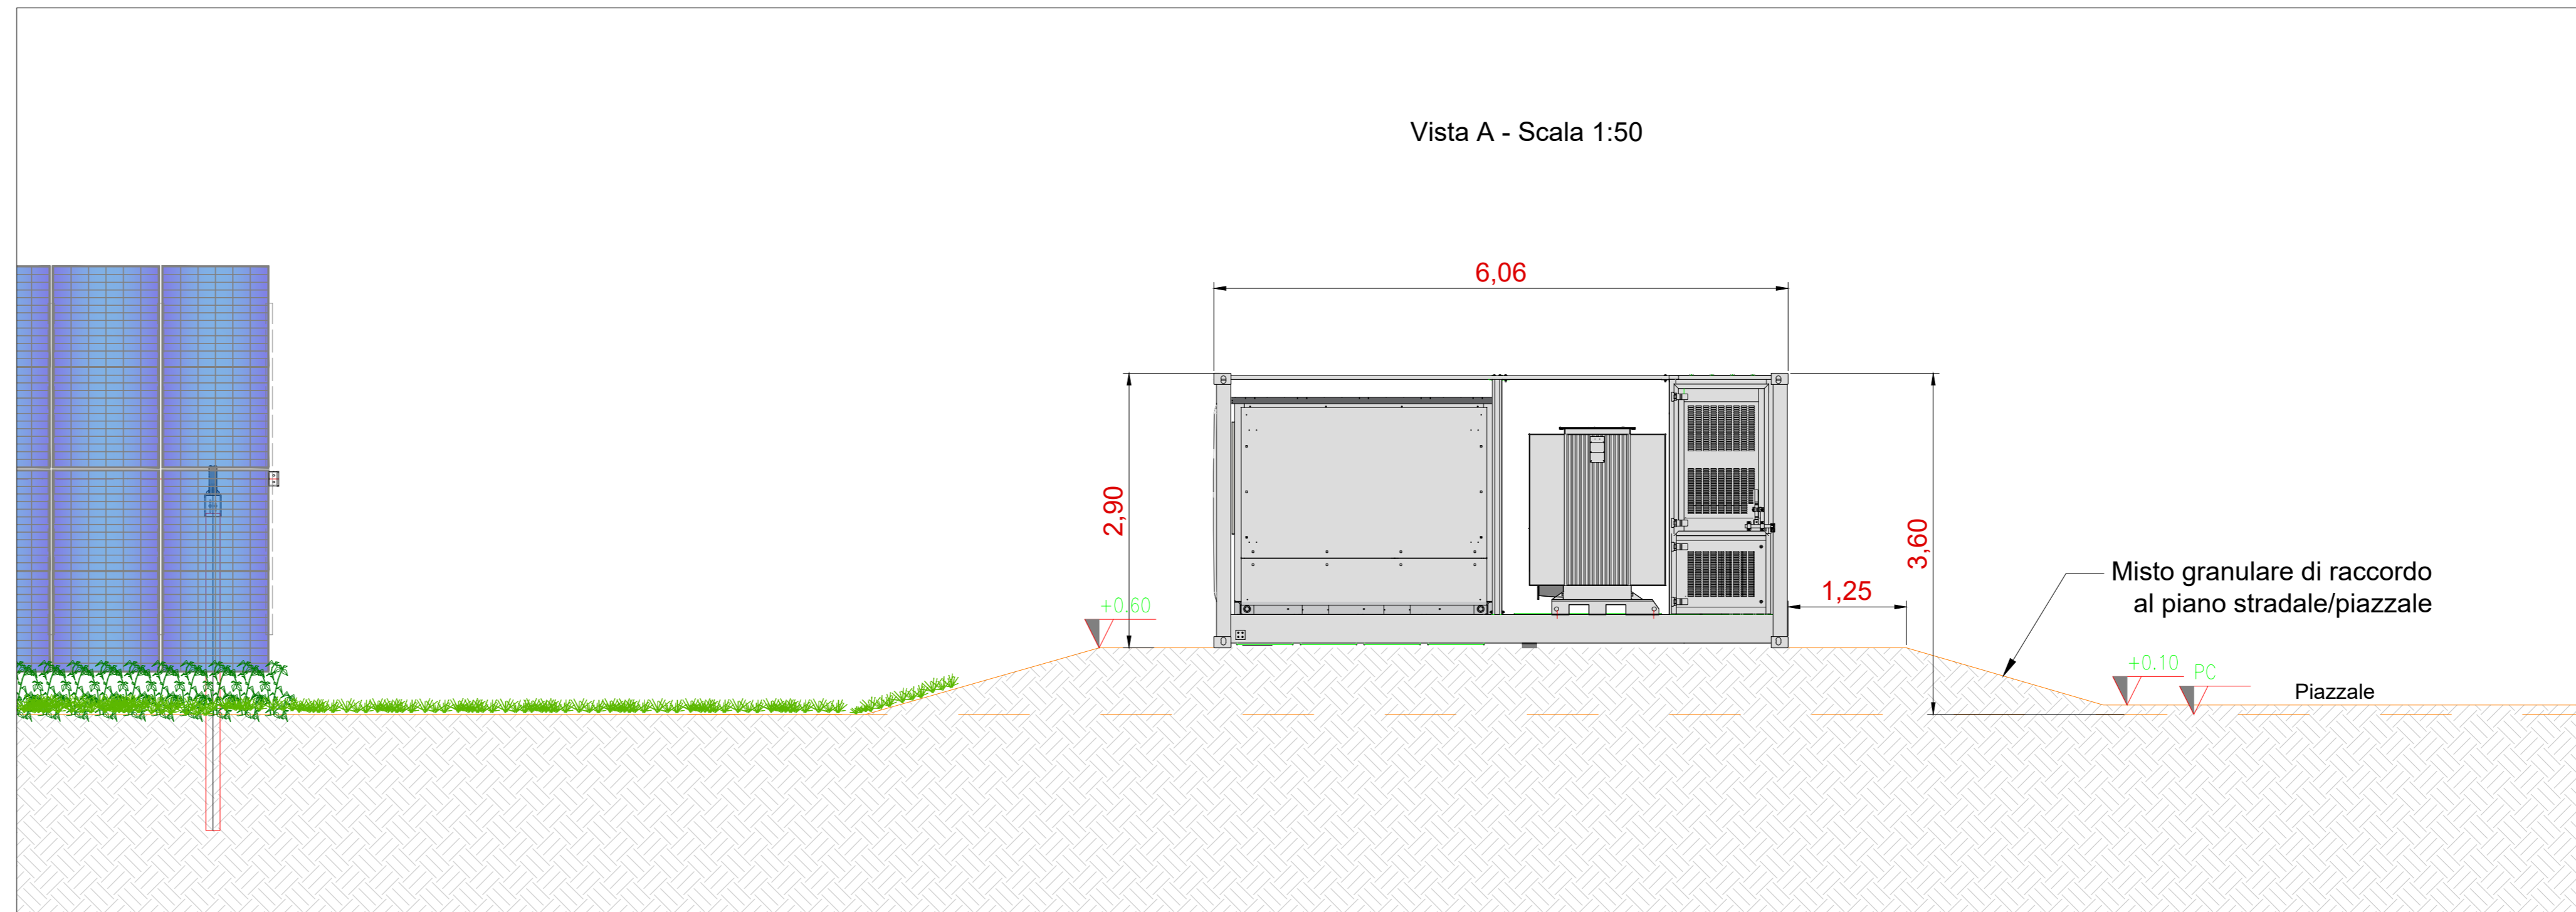 Vista A - Scala 1:50
6,06
2,90
3,60
1,25
+0.60
Misto granulare di raccordo
al piano stradale/piazzale
+0.10
PC
Piazzale